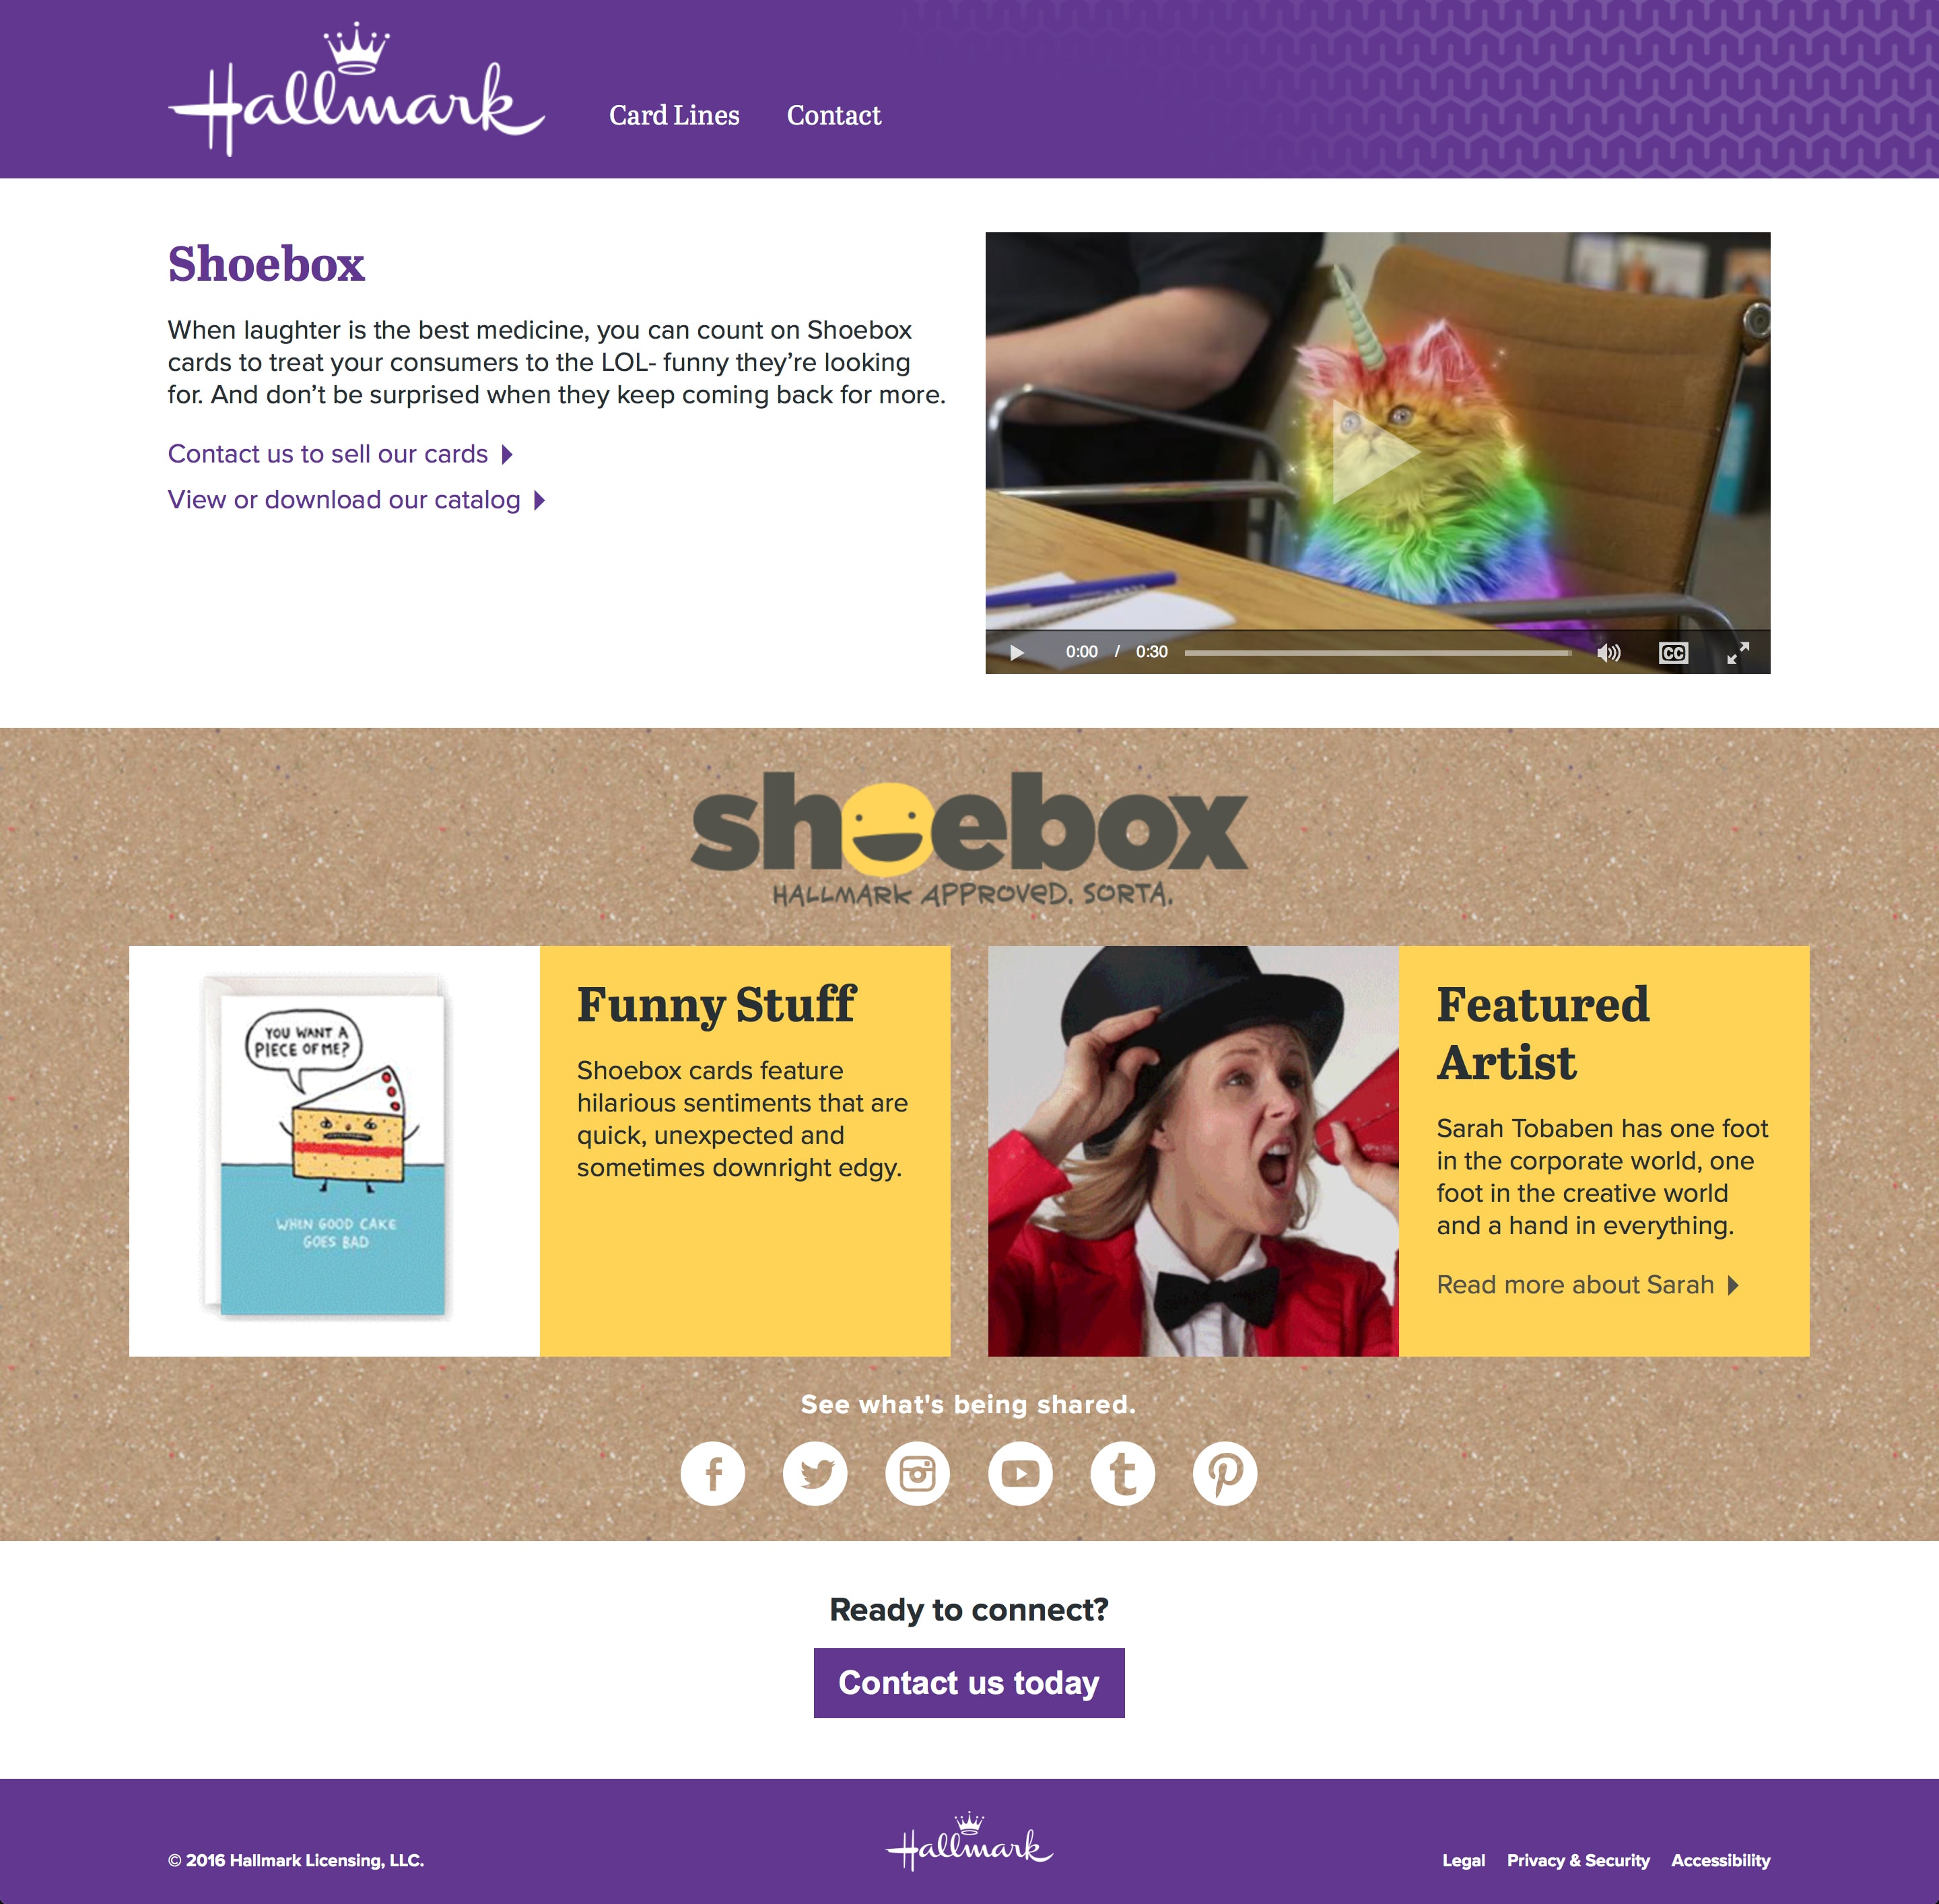 Hallmark
Card Lines Contact
Shoebox
When laughter is the best medicine, you can count on Shoebox
cards to treat your consumers to the LOL- funny they’re looking
for. And don’t be surprised when they keep coming back for more.
Contact us to sell our cards
View or download our catalog
0:00 / 0:30
CC
shoebox
HALLMARK APPROVED. SORTA.
YOU WANT A
PIECE OF ME?
WHEN GOOD CAKE
GOES BAD
Funny Stuff
Shoebox cards feature
hilarious sentiments that are
quick, unexpected and
sometimes downright edgy.
Featured
Artist
Sarah Tobaben has one foot
in the corporate world, one
foot in the creative world
and a hand in everything.
Read more about Sarah
See what's being shared.
Ready to connect?
Contact us today
© 2016 Hallmark Licensing, LLC.
Hallmark
Legal Privacy & Security Accessibility